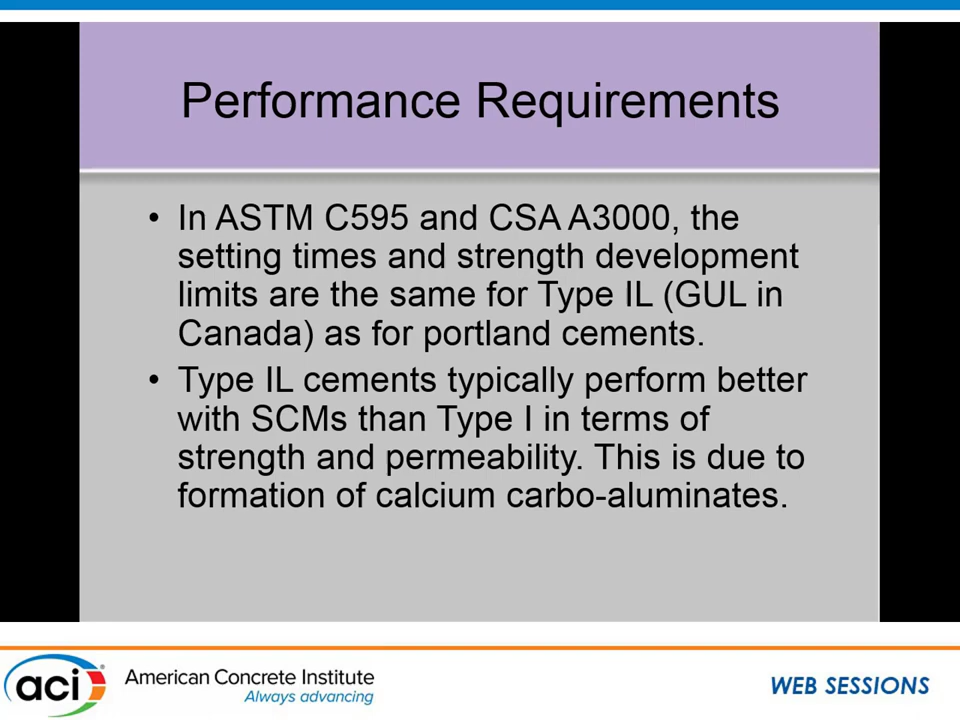 Performance Requirements
• In ASTM C595 and CSA A3000, the
setting times and strength development
limits are the same for Type IL (GUL in
Canada) as for portland cements.
• Type IL cements typically perform better
with SCMs than Type I in terms of
strength and permeability. This is due to
formation of calcium carbo-aluminates.
aci
American Concrete Institute
Always advancing
WEB SESSIONS